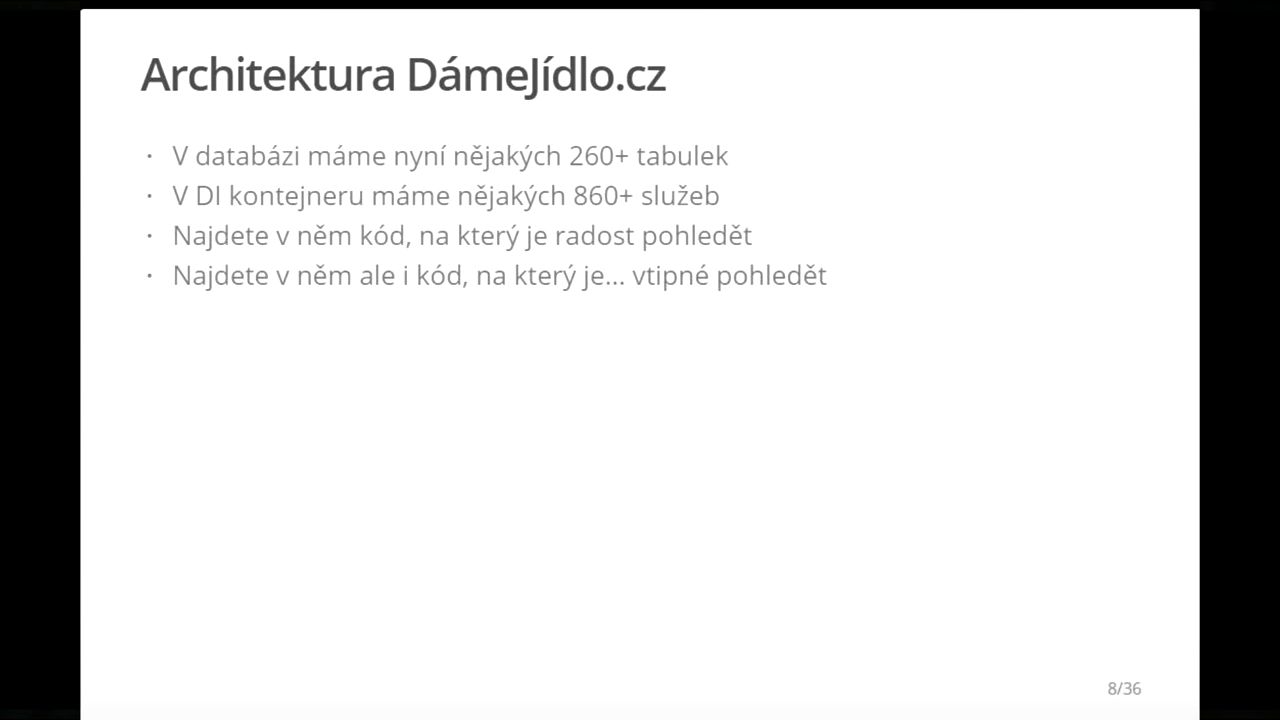 Architektura DámeJídlo.cz
· V databázi máme nyní nějakých 260+ tabulek
· V DI kontejneru máme nějakých 860+ služeb
· Najdete v něm kód, na který je radost pohledět
· Najdete v něm ale i kód, na který je... vtipné pohledět
8/36